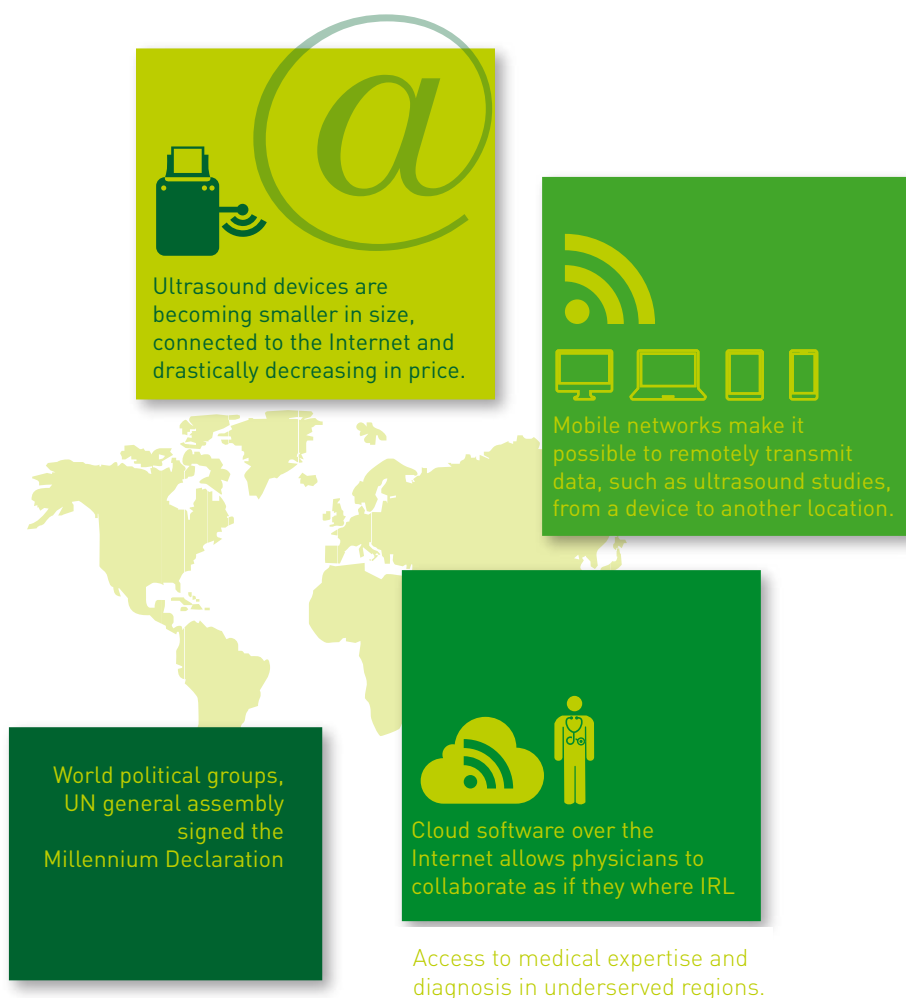 @
Ultrasound devices are
becoming smaller in size,
connected to the Internet and
drastically decreasing in price.
Mobile networks make it
possible to remotely transmit
data, such as ultrasound studies,
from a device to another location.
World political groups,
UN general assembly
signed the
Millennium Declaration
Cloud software over the
Internet allows physicians to
collaborate as if they where IRL
Access to medical expertise and
diagnosis in underserved regions.